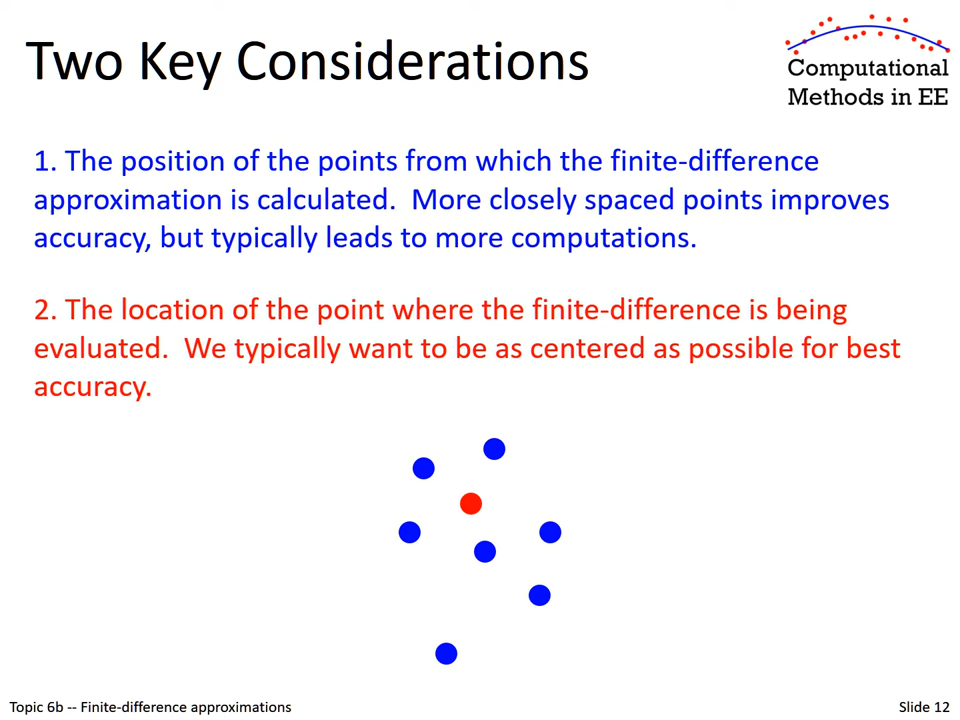 Two Key Considerations
Computational
Methods in EE
1. The position of the points from which the finite-difference
approximation is calculated.  More closely spaced points improves
accuracy, but typically leads to more computations.
2. The location of the point where the finite-difference is being
evaluated.  We typically want to be as centered as possible for best
accuracy.
Topic 6b -- Finite-difference approximations
Slide 12